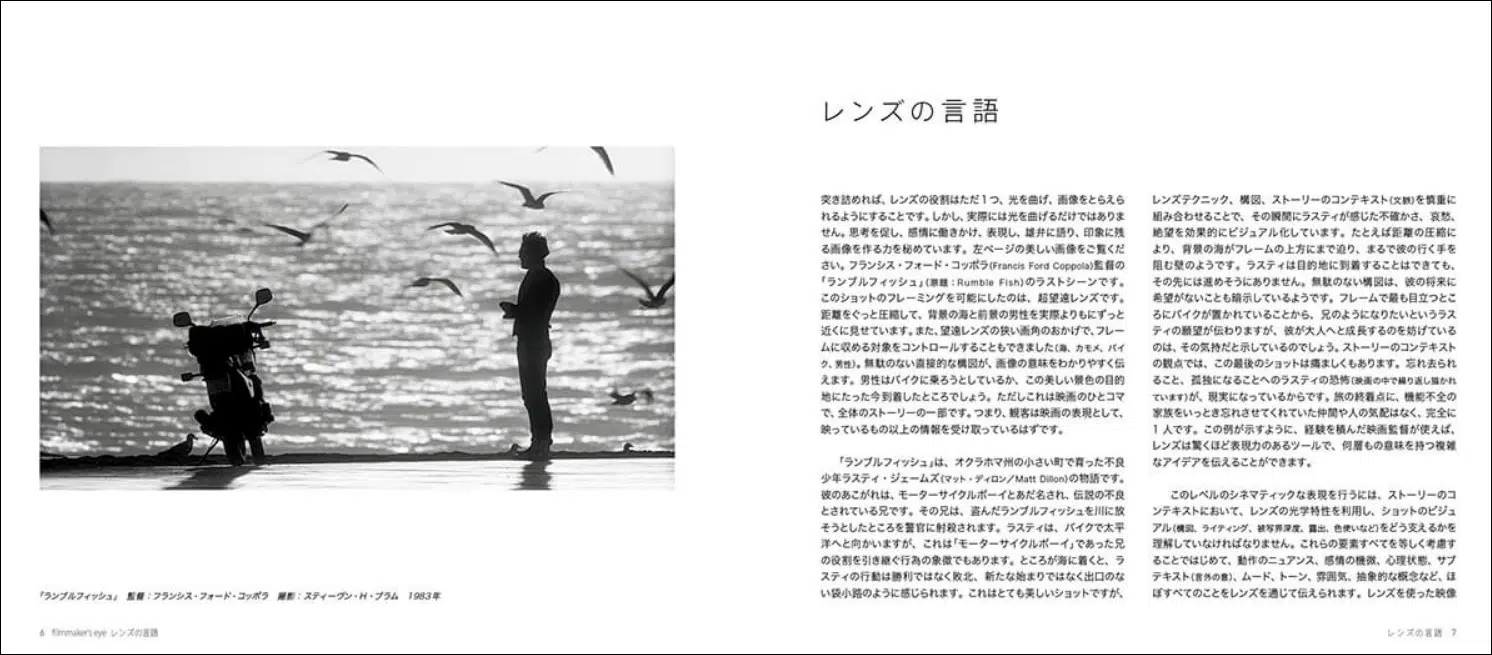 『ランブルフィッシュ』 監督：フランシス・フォード・コッポラ 撮影：スティーヴン・H・ブラム 1983年
6 filmmaker's eye レンズの言語
レンズの言語
突き詰めれば、レンズの役割はただ1つ、光を曲げ、画像をとらえら
れるようにすることです。しかし、実際には光を曲げるだけではありま
せん。思考を促し、感情に働きかけ、表現し、雄弁に語り、印象に残
る画像を作る力を秘めています。左ページの美しい画像をご覧くだ
さい。フランシス・フォード・コッポラ(Francis Ford Coppola)監督の
『ランブルフィッシュ』(原題：Rumble Fish)のラストシーンです。
このショットのフレーミングを可能にしたのは、超望遠レンズです。
距離をぐっと圧縮して、背景の海と前景の男性を実際よりもにずっと
近くに見せています。また、望遠レンズの狭い画角のおかげで、フレー
ムに収める対象をコントロールすることもできました(海、カモメ、バイ
ク、男性)。無駄のない直接的な構図が、画像の意味をわかりやすく伝
えます。男性はバイクに乗ろうとしているか、この美しい景色の目的
地にたった今到着したところでしょう。ただしこれは映画のひとコマ
で、全体のストーリーの一部です。つまり、観客は映画の表現として、
映っているもの以上の情報を受け取っているはずです。
『ランブルフィッシュ』は、オクラホマ州の小さい町で育った不良
少年ラスティ・ジェームズ(マット・ディロン／Matt Dillon)の物語です。
彼のあこがれは、モーターサイクルボーイとあだ名され、伝説の不良
とされている兄です。その兄は、盗んだランブルフィッシュを川に放
そうとしたところを警官に射殺されます。ラスティは、バイクで太平
洋へと向かいますが、これは「モーターサイクルボーイ」であった兄
の役割を引き継ぐ行為の象徴でもあります。ところが海に着くと、ラ
スティの行動は勝利ではなく敗北、新たな始まりではなく出口のな
い袋小路のように感じられます。これはとても美しいショットですが、
レンズテクニック、構図、ストーリーのコンテキスト(文脈)を慎重に
組み合わせることで、その瞬間にラスティが感じた不確かさ、哀愁、
絶望を効果的にビジュアル化しています。たとえば距離の圧縮に
より、背景の海がフレームの上方にまで迫り、まるで彼の行く手を
阻む壁のようです。ラスティは目的地に到着することはできても、
その先には進めそうにありません。無駄のない構図は、彼の将来に
希望がないことも暗示しているようです。フレームで最も目立つとこ
ろにバイクが置かれていることから、兄のようになりたいというラス
ティの願望が伝わりますが、彼が大人へと成長するのを妨げている
のは、その気持だと示しているのでしょう。ストーリーのコンテキスト
の観点では、この最後のショットは痛ましくもあります。忘れ去られ
ること、孤独になることへのラスティの恐怖(映画の中で繰り返し描かれ
ています)が、現実になっているからです。旅の終着点に、機能不全の
家族をいっとき忘れさせてくれていた仲間や人の気配はなく、完全に
1人です。この例が示すように、経験を積んだ映画監督が使えば、
レンズは驚くほど表現力のあるツールで、何層もの意味を持つ複雑
なアイデアを伝えることができます。
このレベルのシネマティックな表現を行うには、ストーリーのコ
ンテキストにおいて、レンズの光学特性を利用し、ショットのビジュ
アル(構図、ライティング、被写界深度、露出、色使いなど)をどう支えるかを
理解していなければなりません。これらの要素すべてを等しく考慮す
ることではじめて、動作のニュアンス、感情の機微、心理状態、サブ
テキスト(言外の意)、ムード、トーン、雰囲気、抽象的な概念など、ほ
ぼすべてのことをレンズを通じて伝えられます。レンズを使った映像
レンズの言語 7